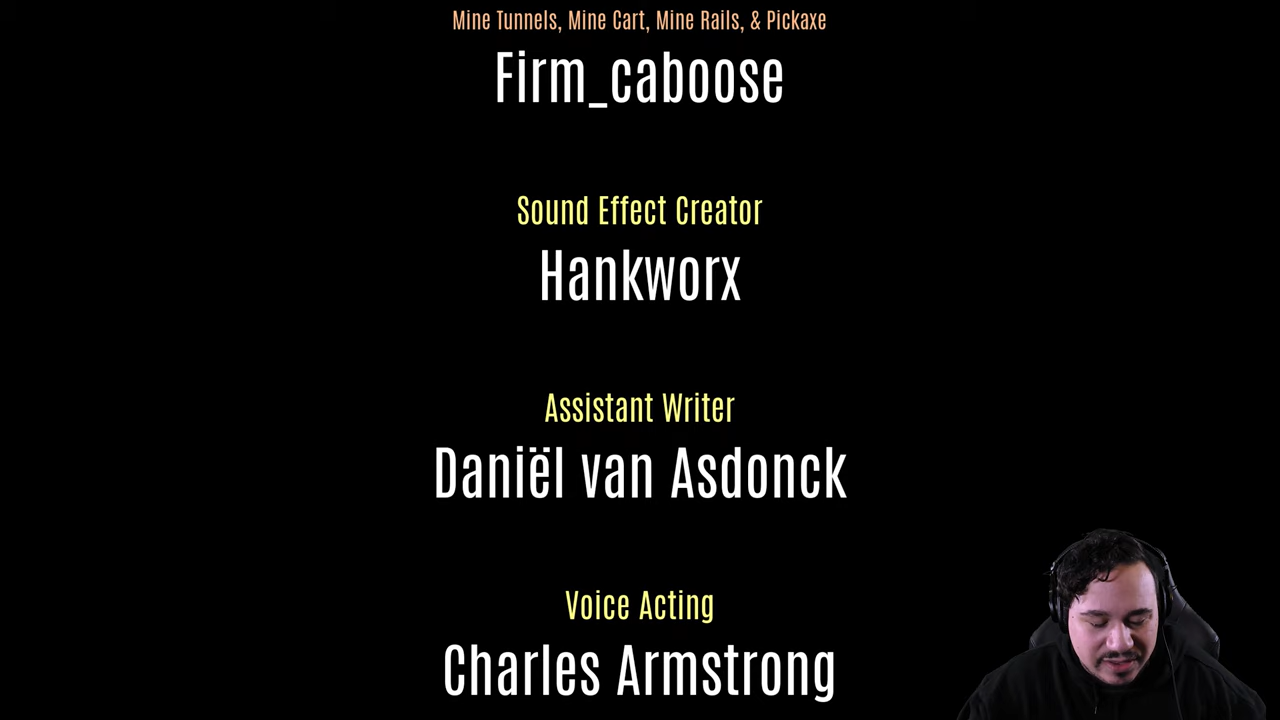 Mine Tunnels, Mine Cart, Mine Rails, & Pickaxe
Firm_caboose
Sound Effect Creator
Hankworx
Assistant Writer
Daniël van Asdonck
Voice Acting
Charles Armstrong